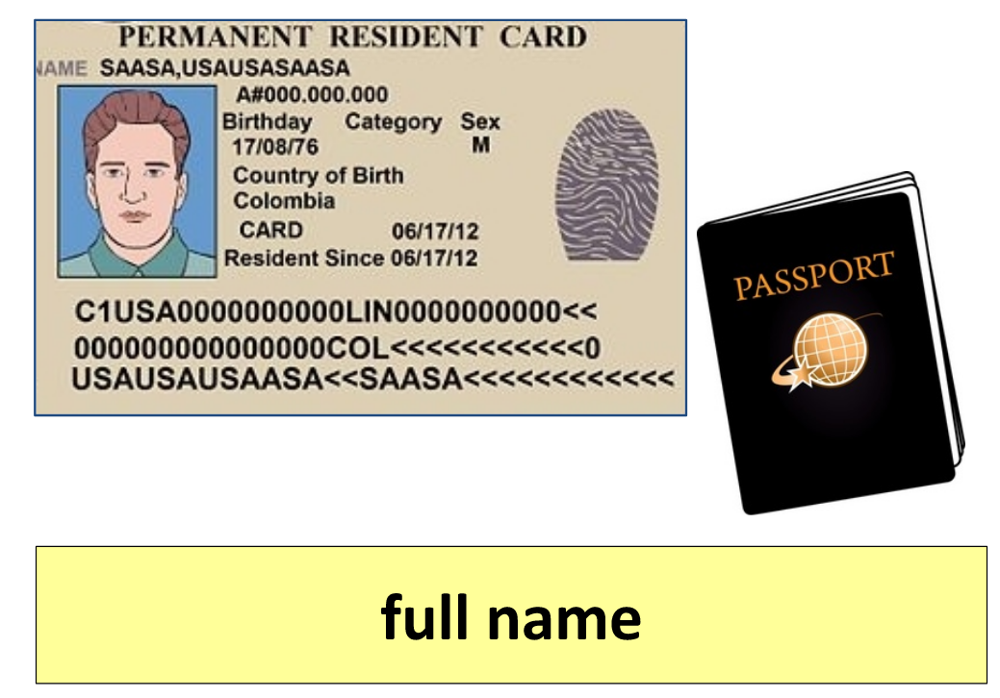 PERMANENT RESIDENT CARD
NAME SAASA,USAUSASAASA
A#000.000.000
Birthday Category Sex
17/08/76 M
Country of Birth
Colombia
CARD 06/17/12
Resident Since 06/17/12
C1USA0000000000LIN0000000000<<
000000000000000COL<<<<<<<<<<<0
USAUSAUSAASA<<SAASA<<<<<<<<<<<<
PASSPORT
full name